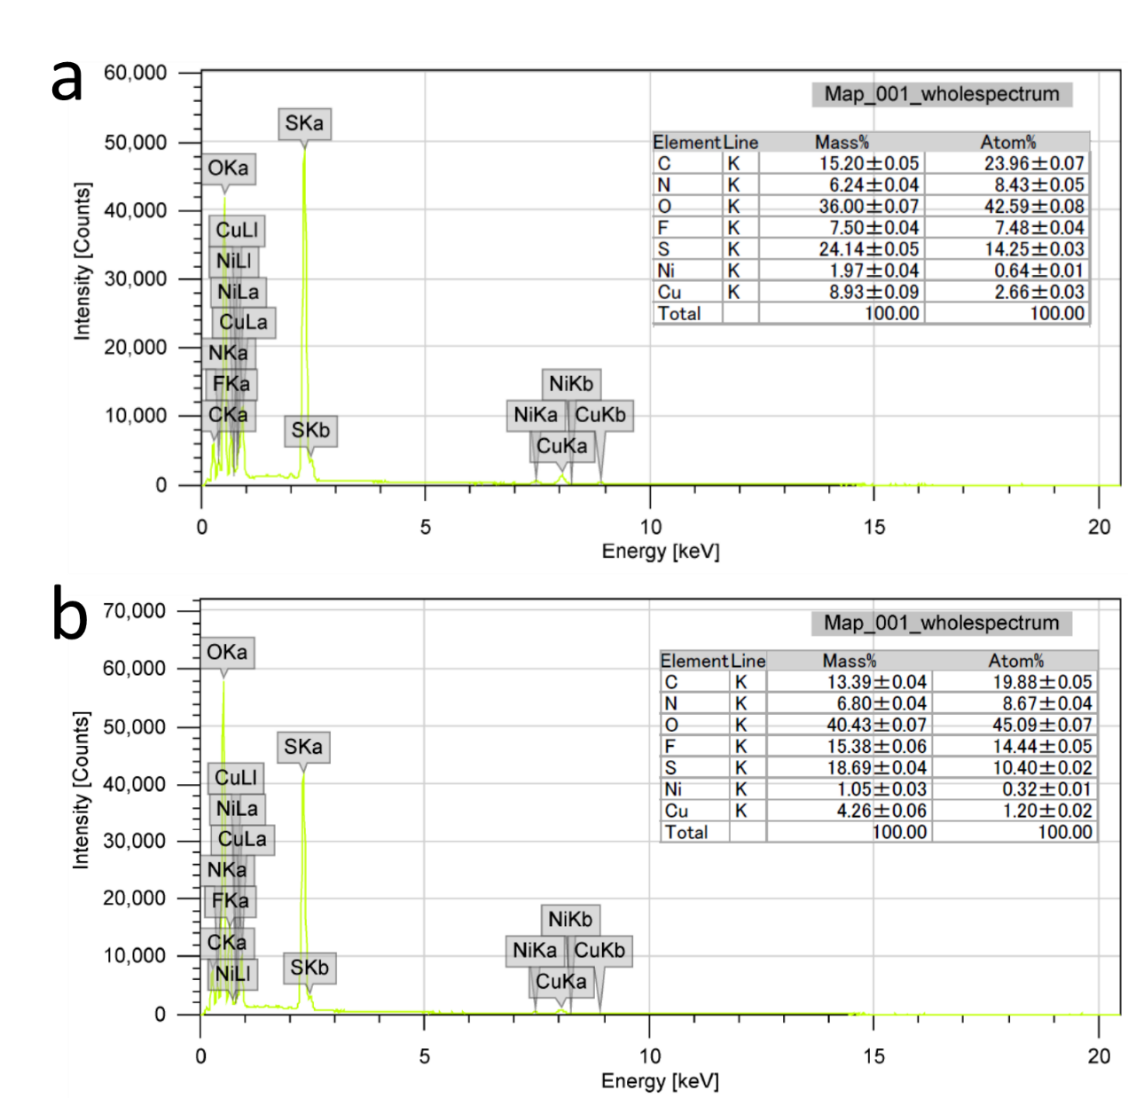 a
60,000
50,000
40,000
30,000
20,000
10,000
0
Intensity [Counts]
Map_001_wholespectrum
Element Line Mass% Atom%
C K 15.20±0.05 23.96±0.07
N K 6.24±0.04 8.43±0.05
O K 36.00±0.07 42.59±0.08
F K 7.50±0.04 7.48±0.04
S K 24.14±0.05 14.25±0.03
Ni K 1.97±0.04 0.64±0.01
Cu K 8.93±0.09 2.66±0.03
Total 100.00 100.00
SKa
OKa
CuLl
NiLl
NiLa
CuLa
NKa
FKa
CKa
SKb
NiKb
NiKa CuKb
CuKa
0 5 10 15 20
Energy [keV]
b
70,000
60,000
50,000
40,000
30,000
20,000
10,000
0
Intensity [Counts]
Map_001_wholespectrum
Element Line Mass% Atom%
C K 13.39±0.04 19.88±0.05
N K 6.80±0.04 8.67±0.04
O K 40.43±0.07 45.09±0.07
F K 15.38±0.06 14.44±0.05
S K 18.69±0.04 10.40±0.02
Ni K 1.05±0.03 0.32±0.01
Cu K 4.26±0.06 1.20±0.02
Total 100.00 100.00
OKa
SKa
CuLl
NiLa
CuLa
NKa
FKa
CKa
NiLl
SKb
NiKb
NiKa CuKb
CuKa
0 5 10 15 20
Energy [keV]